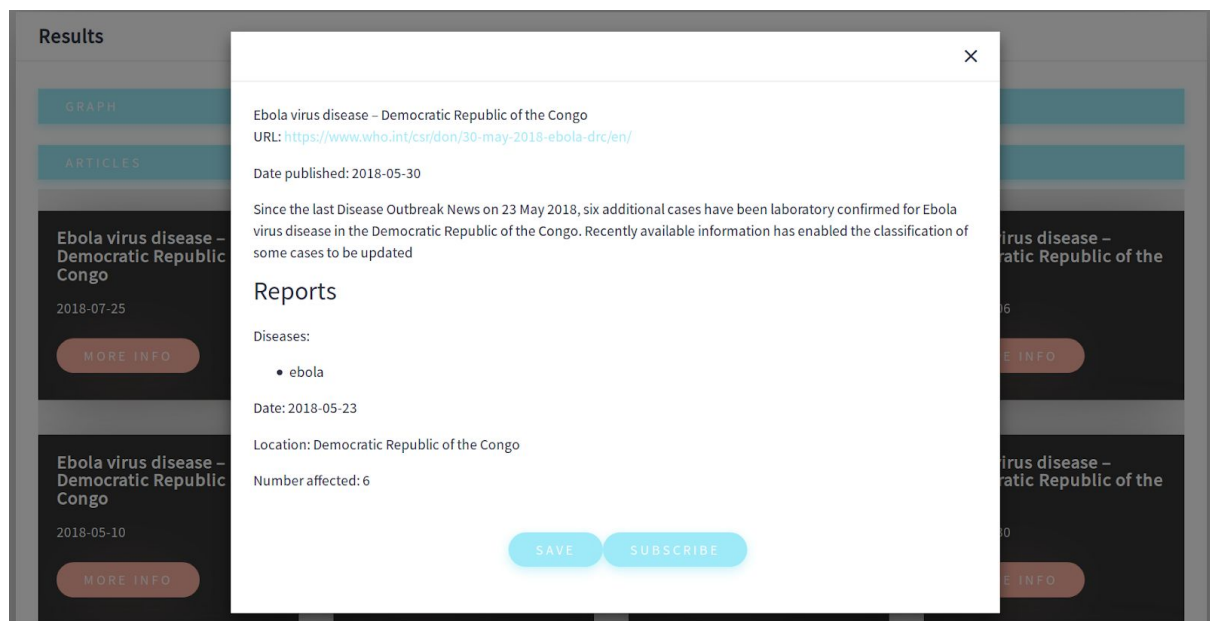 Results
GRAPH
ARTICLES
Ebola virus disease –
Democratic Republic
Congo
2018-07-25
MORE INFO
Ebola virus disease –
Democratic Republic
Congo
2018-05-10
MORE INFO
×
Ebola virus disease – Democratic Republic of the Congo
URL: https://www.who.int/csr/don/30-may-2018-ebola-drc/en/
Date published: 2018-05-30
Since the last Disease Outbreak News on 23 May 2018, six additional cases have been laboratory confirmed for Ebola
virus disease in the Democratic Republic of the Congo. Recently available information has enabled the classification of
some cases to be updated
Reports
Diseases:
• ebola
Date: 2018-05-23
Location: Democratic Republic of the Congo
Number affected: 6
SAVE SUBSCRIBE
irus disease –
ratic Republic of the
E INFO
irus disease –
ratic Republic of the
E INFO